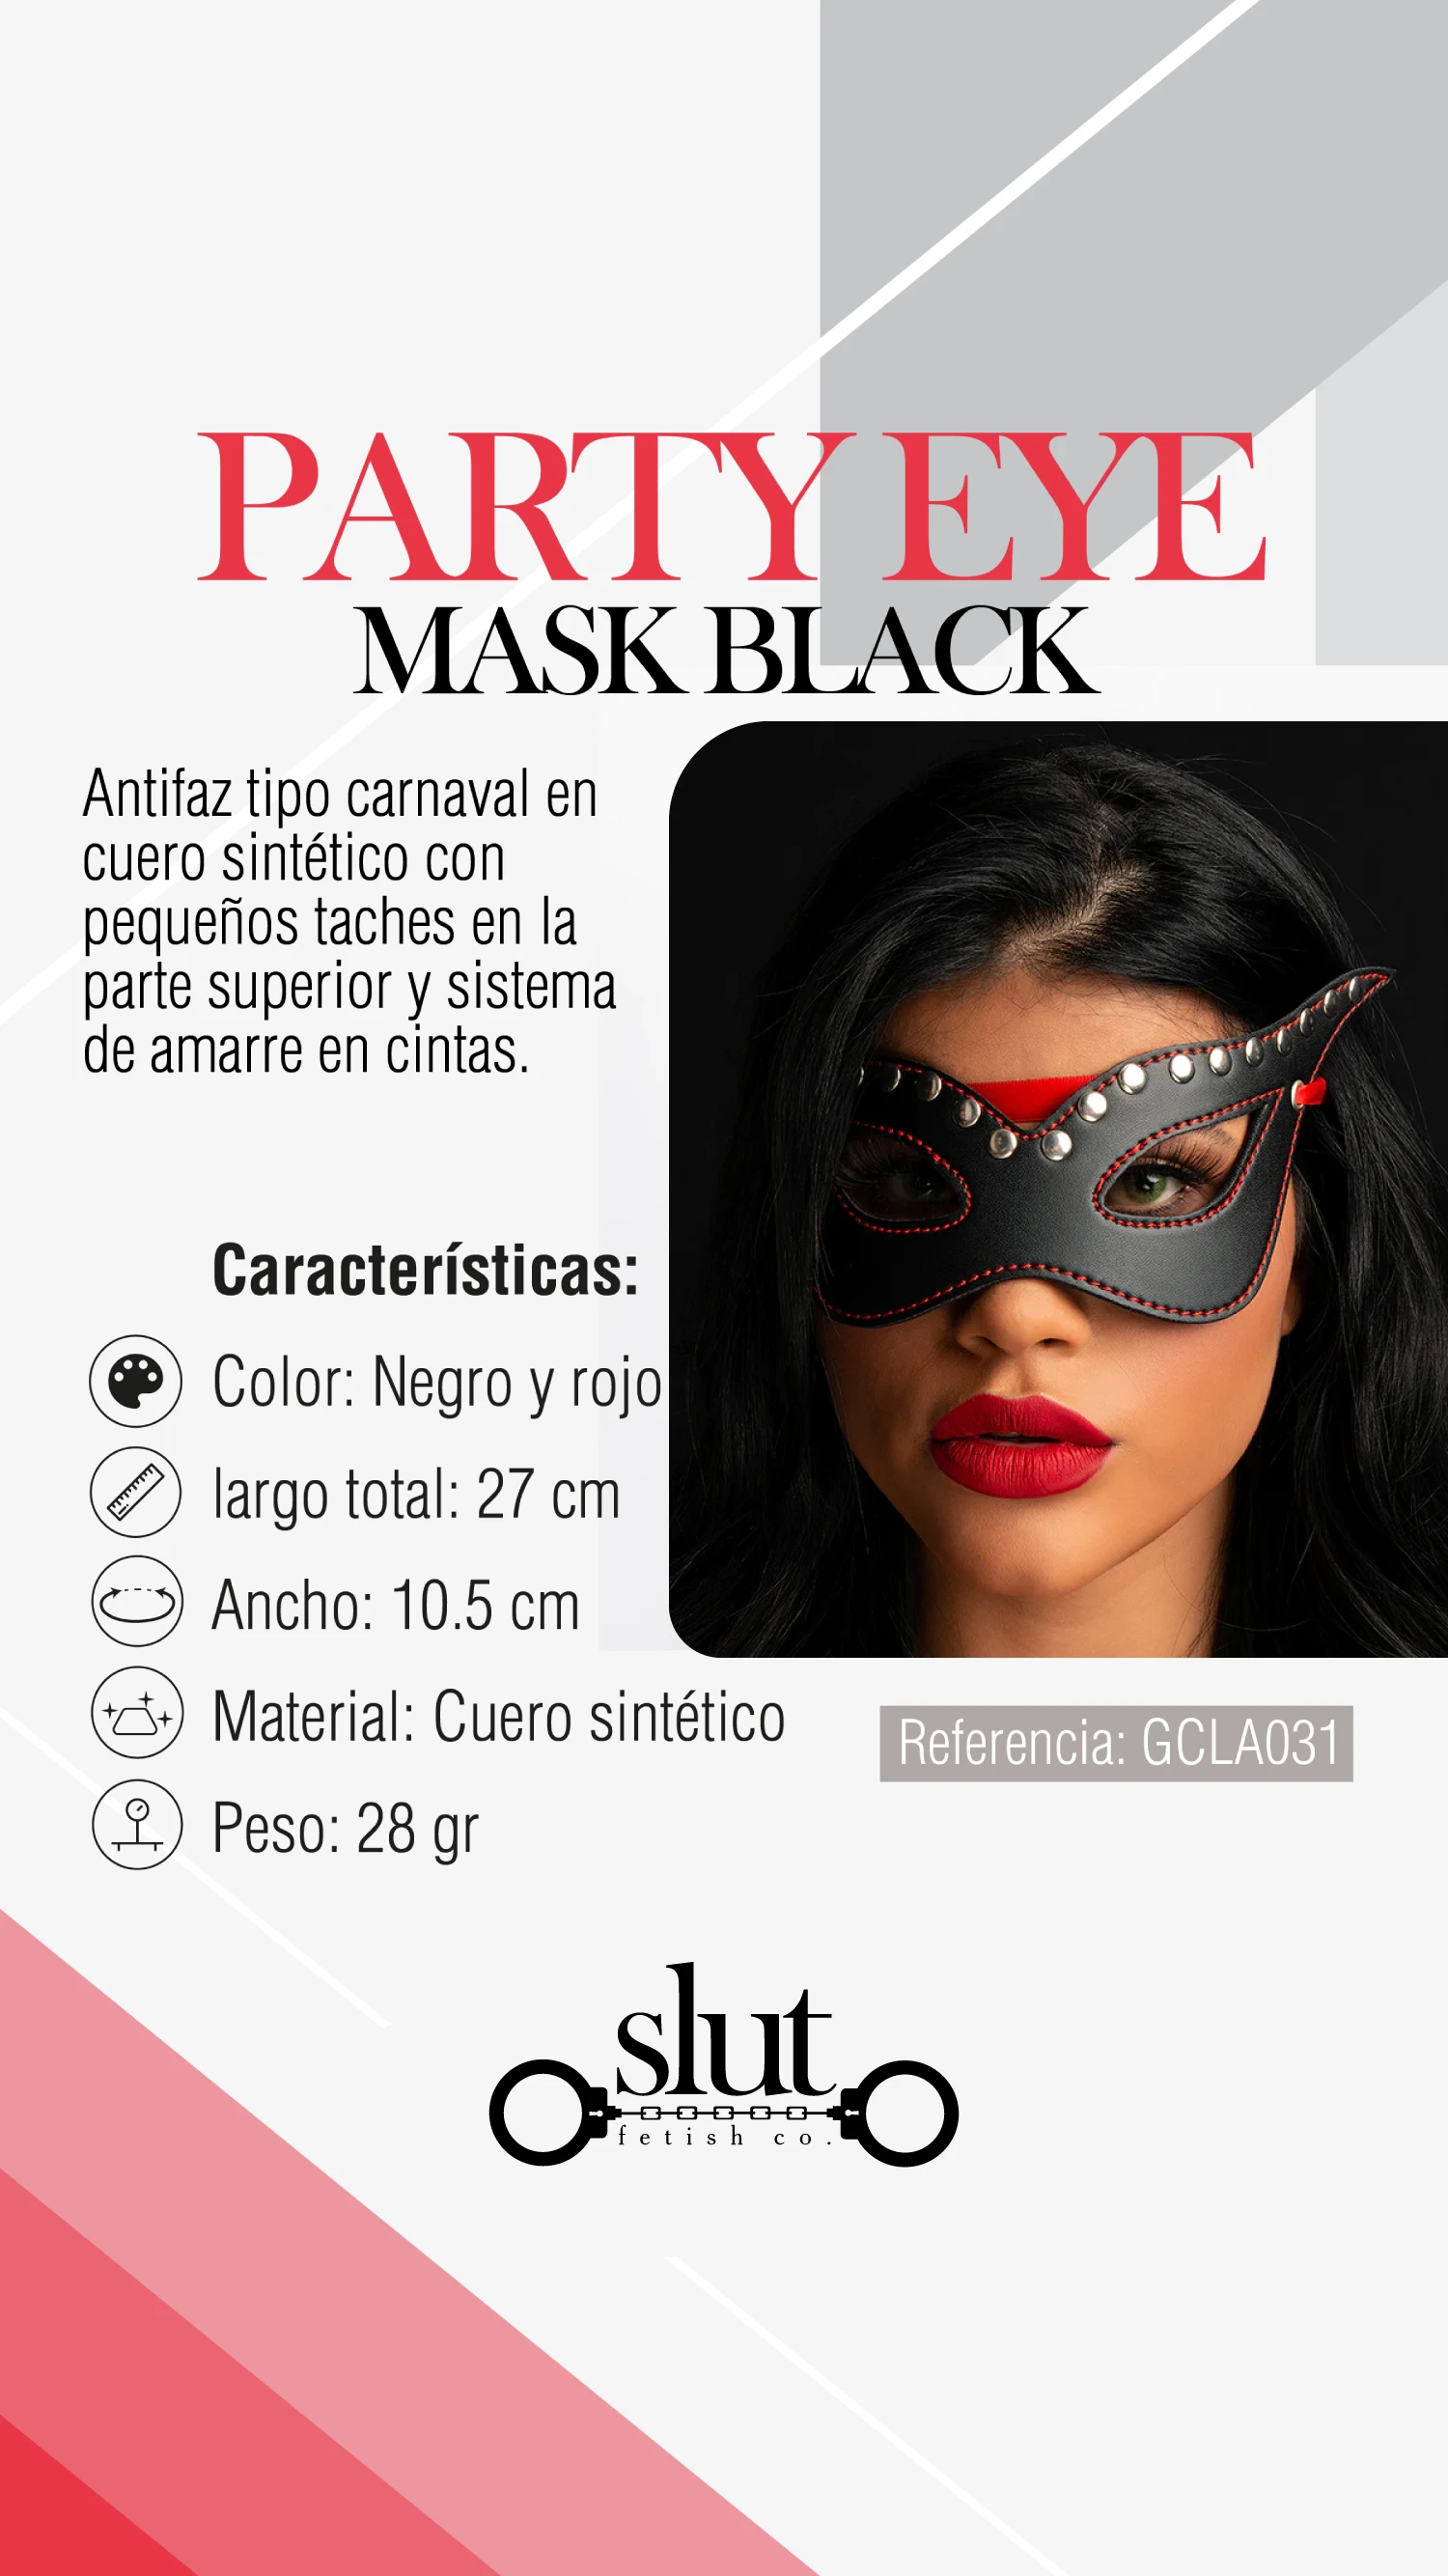 PARTY EYE
MASK BLACK
Antifaz tipo carnaval en
cuero sintético con
pequeños taches en la
parte superior y sistema
de amarre en cintas.
Características:
Color: Negro y rojo
largo total: 27 cm
Ancho: 10.5 cm
Material: Cuero sintético
Peso: 28 gr
Referencia: GCLA031
slut
fetish co.